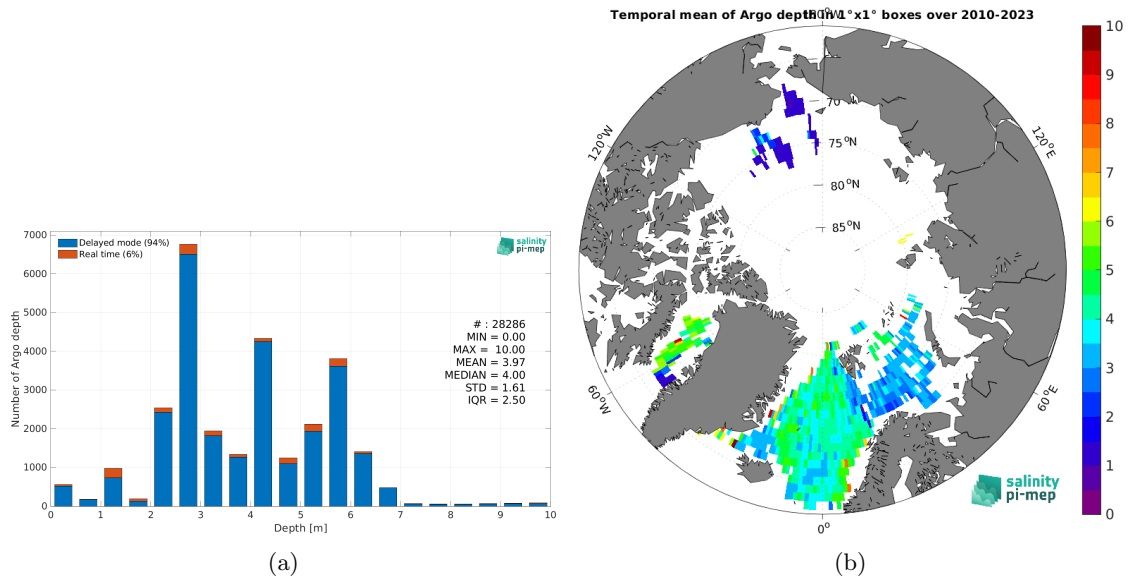 Temporal mean of Argo depth in 1°x1° boxes over 2010-2023
180°W
7000
6000
5000
4000
3000
2000
1000
0
Number of Argo depth
Delayed mode (94%)
Real time (6%)
salinity
pi-mep
# : 28286
MIN = 0.00
MAX = 10.00
MEAN = 3.97
MEDIAN = 4.00
STD = 1.61
IQR = 2.50
0 1 2 3 4 5 6 7 8 9 10
Depth [m]
(a)
120°W
120°E
70
75°N
80°N
85°N
60°W
60°E
0°
salinity
pi-mep
10
9
8
7
6
5
4
3
2
1
0
(b)